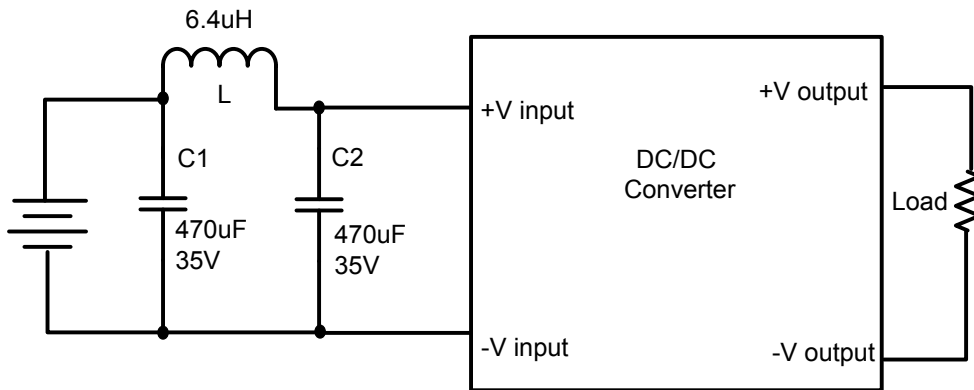 6.4uH
L
C1
470uF
35V
C2
470uF
35V
+V input
-V input
DC/DC
Converter
+V output
-V output
Load